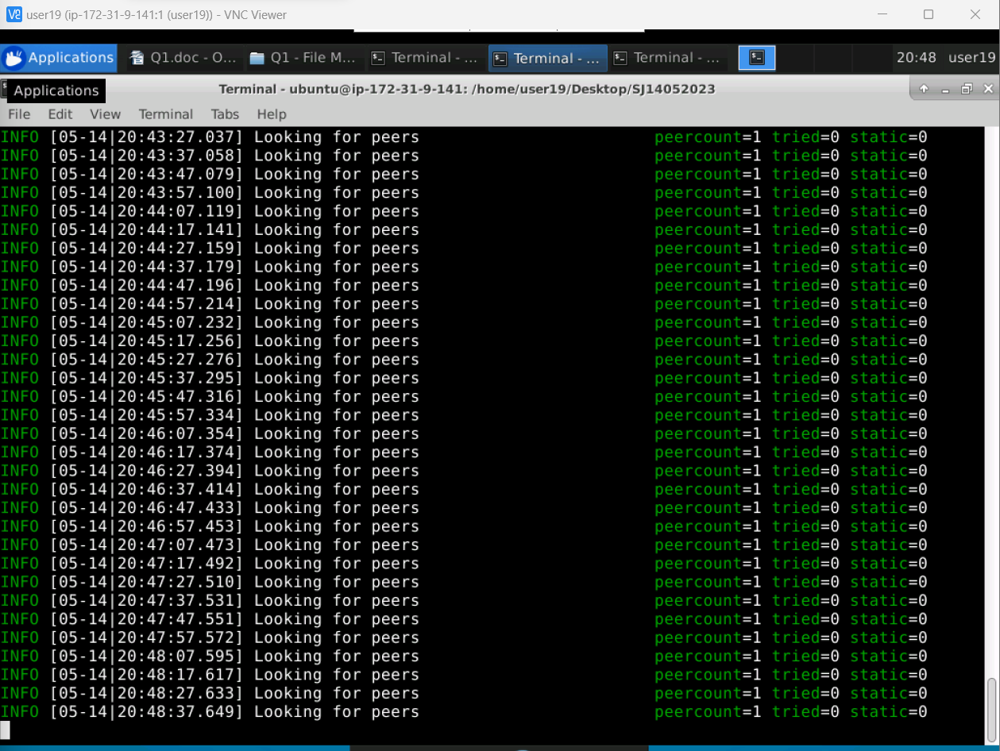 user19 (ip-172-31-9-141:1 (user19)) - VNC Viewer
Applications Q1.doc - O... Q1 - File M... Terminal - ... Terminal - ... Terminal - ... 20:48 user19
Applications
Terminal - ubuntu@ip-172-31-9-141: /home/user19/Desktop/SJ14052023
File Edit View Terminal Tabs Help
INFO [05-14|20:43:27.037] Looking for peers peercount=1 tried=0 static=0
INFO [05-14|20:43:37.058] Looking for peers peercount=1 tried=0 static=0
INFO [05-14|20:43:47.079] Looking for peers peercount=1 tried=0 static=0
INFO [05-14|20:43:57.100] Looking for peers peercount=1 tried=0 static=0
INFO [05-14|20:44:07.119] Looking for peers peercount=1 tried=0 static=0
INFO [05-14|20:44:17.141] Looking for peers peercount=1 tried=0 static=0
INFO [05-14|20:44:27.159] Looking for peers peercount=1 tried=0 static=0
INFO [05-14|20:44:37.179] Looking for peers peercount=1 tried=0 static=0
INFO [05-14|20:44:47.196] Looking for peers peercount=1 tried=0 static=0
INFO [05-14|20:44:57.214] Looking for peers peercount=1 tried=0 static=0
INFO [05-14|20:45:07.232] Looking for peers peercount=1 tried=0 static=0
INFO [05-14|20:45:17.256] Looking for peers peercount=1 tried=0 static=0
INFO [05-14|20:45:27.276] Looking for peers peercount=1 tried=0 static=0
INFO [05-14|20:45:37.295] Looking for peers peercount=1 tried=0 static=0
INFO [05-14|20:45:47.316] Looking for peers peercount=1 tried=0 static=0
INFO [05-14|20:45:57.334] Looking for peers peercount=1 tried=0 static=0
INFO [05-14|20:46:07.354] Looking for peers peercount=1 tried=0 static=0
INFO [05-14|20:46:17.374] Looking for peers peercount=1 tried=0 static=0
INFO [05-14|20:46:27.394] Looking for peers peercount=1 tried=0 static=0
INFO [05-14|20:46:37.414] Looking for peers peercount=1 tried=0 static=0
INFO [05-14|20:46:47.433] Looking for peers peercount=1 tried=0 static=0
INFO [05-14|20:46:57.453] Looking for peers peercount=1 tried=0 static=0
INFO [05-14|20:47:07.473] Looking for peers peercount=1 tried=0 static=0
INFO [05-14|20:47:17.492] Looking for peers peercount=1 tried=0 static=0
INFO [05-14|20:47:27.510] Looking for peers peercount=1 tried=0 static=0
INFO [05-14|20:47:37.531] Looking for peers peercount=1 tried=0 static=0
INFO [05-14|20:47:47.551] Looking for peers peercount=1 tried=0 static=0
INFO [05-14|20:47:57.572] Looking for peers peercount=1 tried=0 static=0
INFO [05-14|20:48:07.595] Looking for peers peercount=1 tried=0 static=0
INFO [05-14|20:48:17.617] Looking for peers peercount=1 tried=0 static=0
INFO [05-14|20:48:27.633] Looking for peers peercount=1 tried=0 static=0
INFO [05-14|20:48:37.649] Looking for peers peercount=1 tried=0 static=0